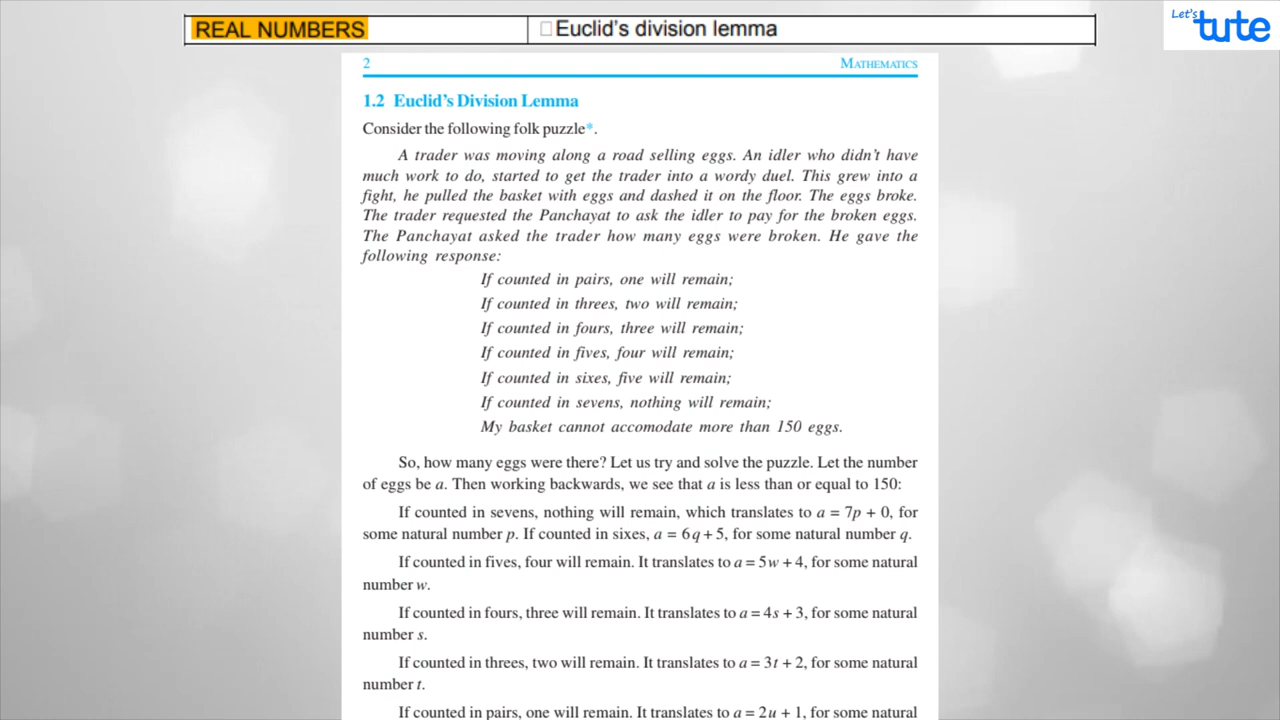 REAL NUMBERS
Euclid's division lemma
Let's
tute
2 MATHEMATICS
1.2 Euclid's Division Lemma
Consider the following folk puzzle*.
A trader was moving along a road selling eggs. An idler who didn't have
much work to do, started to get the trader into a wordy duel. This grew into a
fight, he pulled the basket with eggs and dashed it on the floor. The eggs broke.
The trader requested the Panchayat to ask the idler to pay for the broken eggs.
The Panchayat asked the trader how many eggs were broken. He gave the
following response:
If counted in pairs, one will remain;
If counted in threes, two will remain;
If counted in fours, three will remain;
If counted in fives, four will remain;
If counted in sixes, five will remain;
If counted in sevens, nothing will remain;
My basket cannot accomodate more than 150 eggs.
So, how many eggs were there? Let us try and solve the puzzle. Let the number
of eggs be a. Then working backwards, we see that a is less than or equal to 150:
If counted in sevens, nothing will remain, which translates to a = 7p + 0, for
some natural number p. If counted in sixes, a = 6q + 5, for some natural number q.
If counted in fives, four will remain. It translates to a = 5w + 4, for some natural
number w.
If counted in fours, three will remain. It translates to a = 4s + 3, for some natural
number s.
If counted in threes, two will remain. It translates to a = 3t + 2, for some natural
number t.
If counted in pairs, one will remain. It translates to a = 2u + 1, for some natural